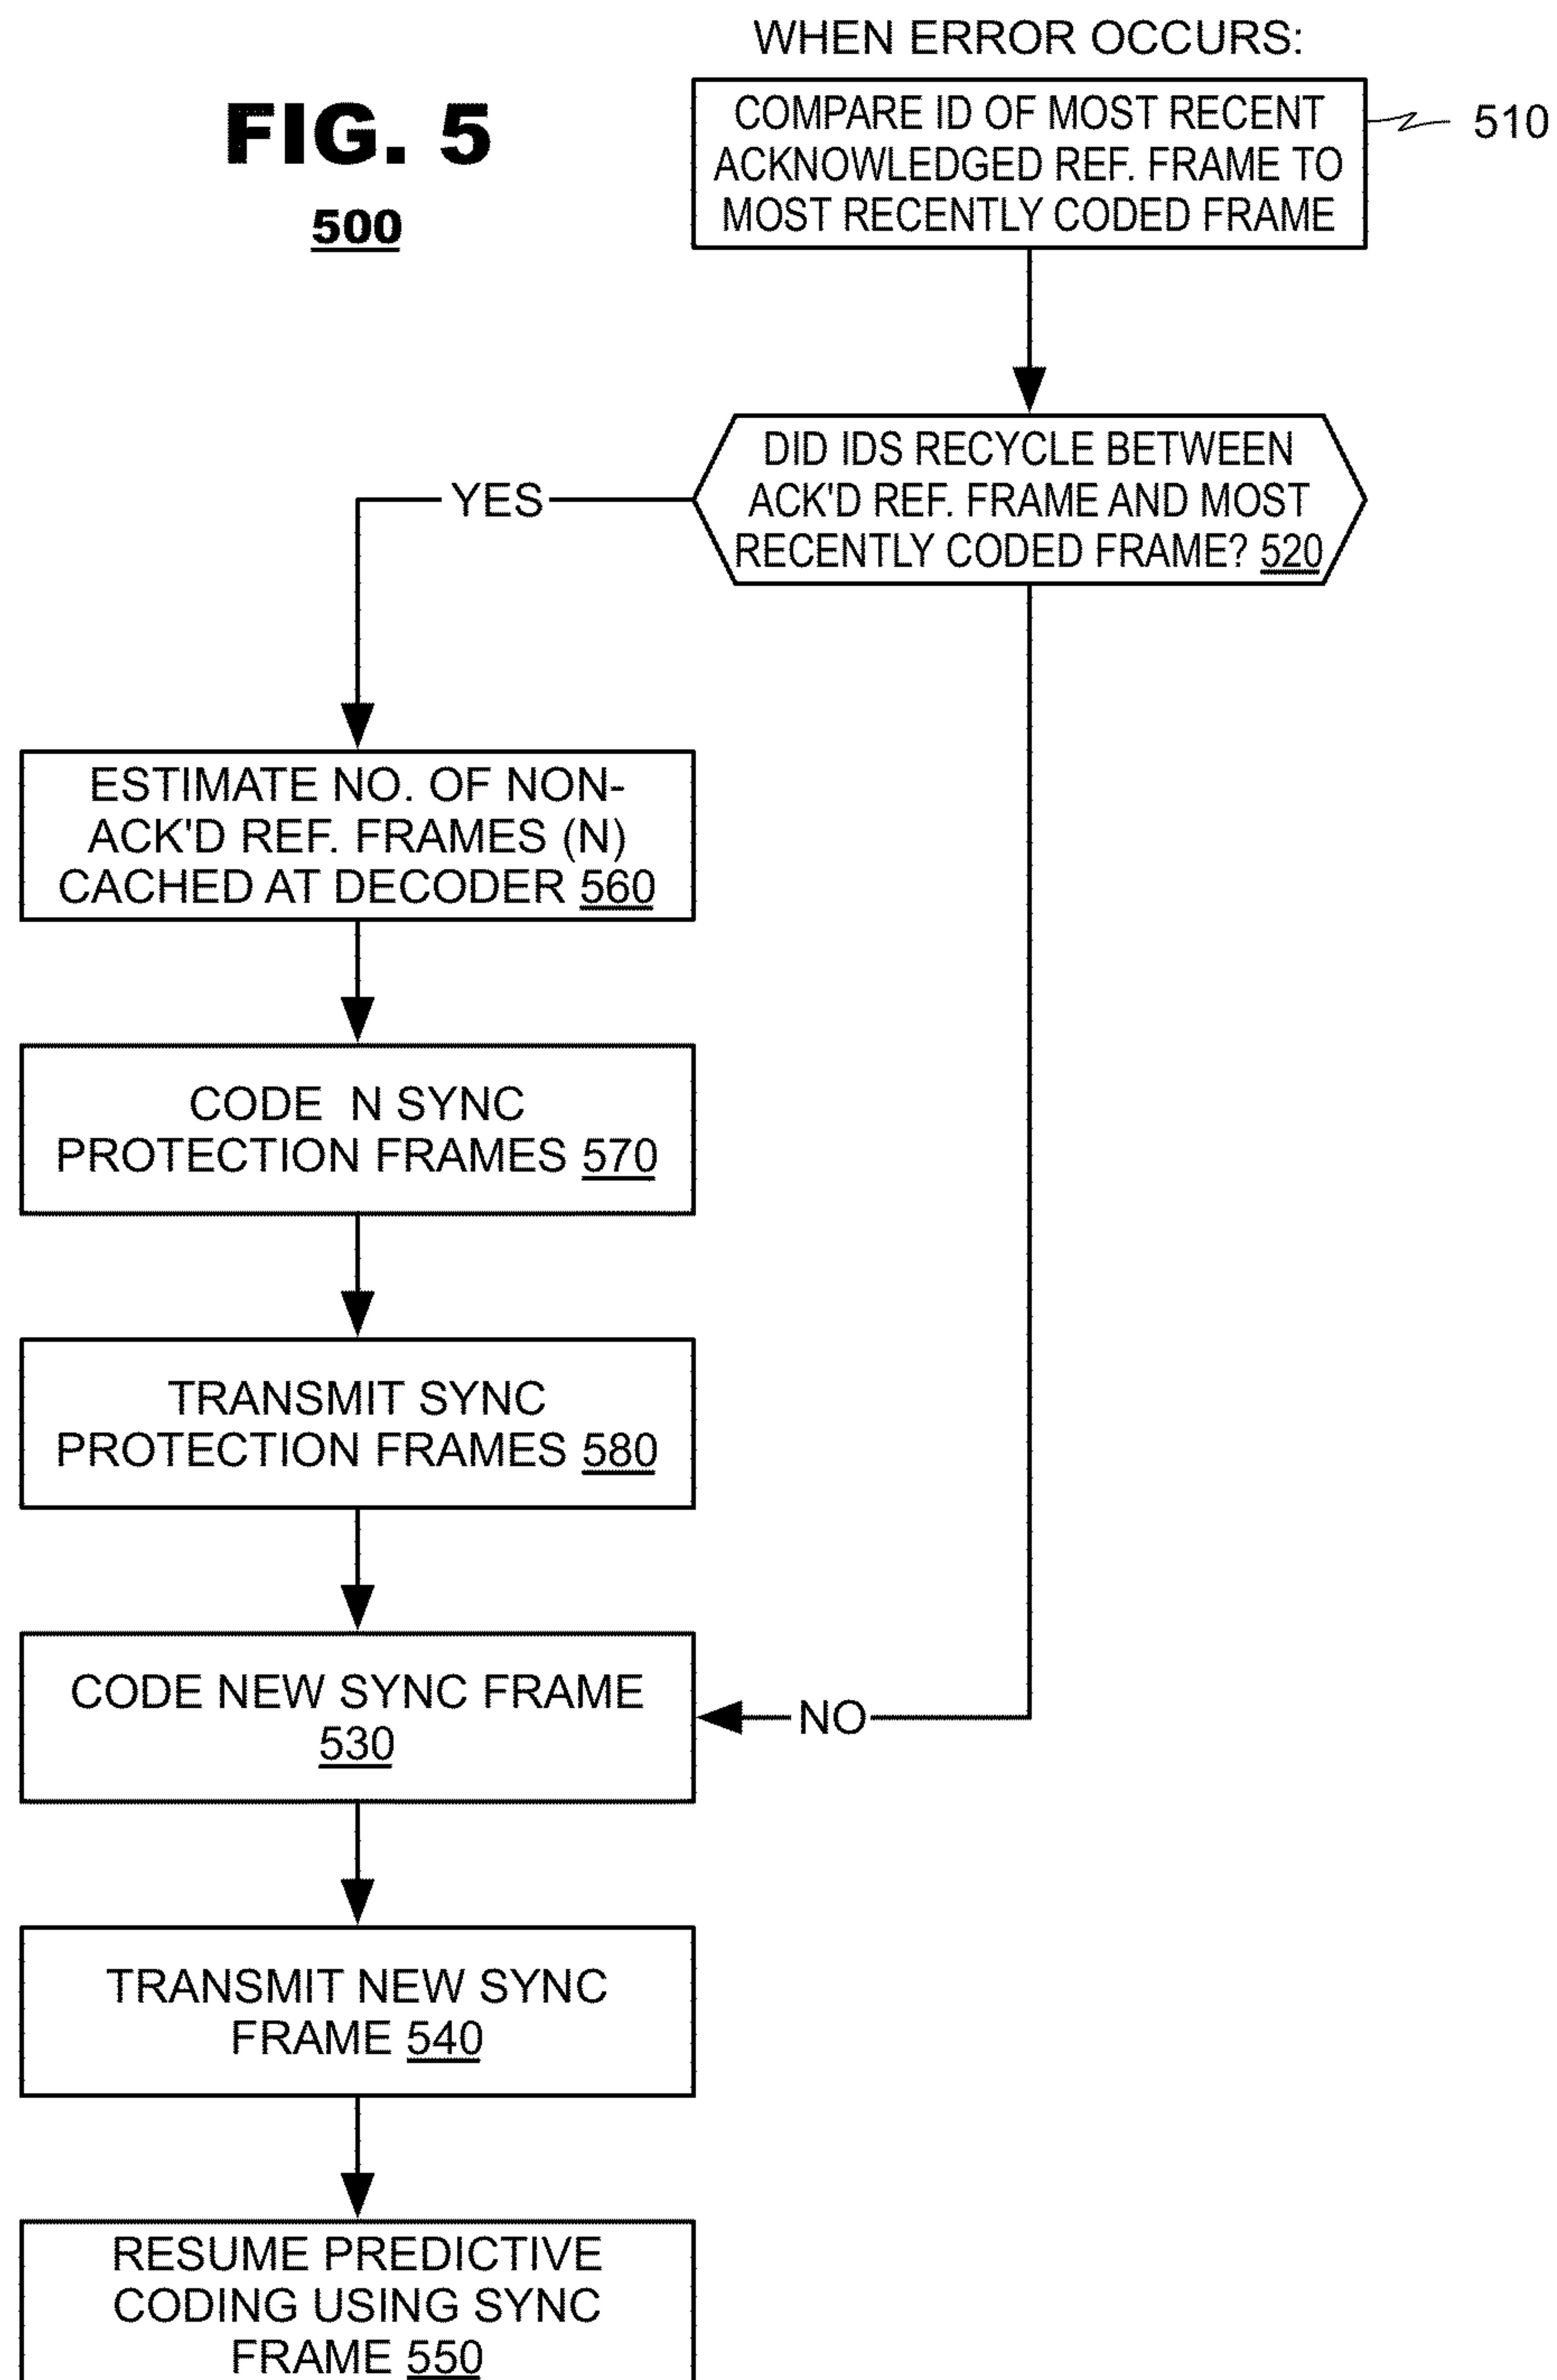 WHEN ERROR OCCURS:
FIG. 5
500
COMPARE ID OF MOST RECENT
ACKNOWLEDGED REF. FRAME TO
MOST RECENTLY CODED FRAME
510
DID IDS RECYCLE BETWEEN
ACK'D REF. FRAME AND MOST
RECENTLY CODED FRAME? 520
YES
ESTIMATE NO. OF NON-
ACK'D REF. FRAMES (N)
CACHED AT DECODER 560
CODE N SYNC
PROTECTION FRAMES 570
TRANSMIT SYNC
PROTECTION FRAMES 580
CODE NEW SYNC FRAME
530
NO
TRANSMIT NEW SYNC
FRAME 540
RESUME PREDICTIVE
CODING USING SYNC
FRAME 550